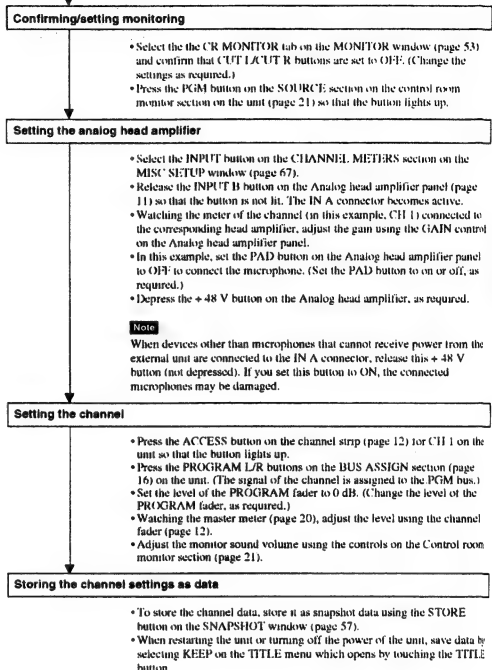 Confirming/setting monitoring
• Select the the CR MONITOR tab on the MONITOR window (page 53)
and confirm that CUT L/CUT R buttons are set to OFF. (Change the
settings as required.)
• Press the PGM button on the SOURCE section on the control room
monitor section on the unit (page 21) so that the button lights up.
Setting the analog head amplifier
• Select the INPUT button on the CHANNEL METERS section on the
MISC SETUP window (page 67).
• Release the INPUT B button on the Analog head amplifier panel (page
11) so that the button is not lit. The IN A connector becomes active.
• Watching the meter of the channel (in this example, CH 1) connected to
the corresponding head amplifier, adjust the gain using the GAIN control
on the Analog head amplifier panel.
• In this example, set the PAD button on the Analog head amplifier panel
to OFF to connect the microphone. (Set the PAD button to on or off, as
required.)
• Depress the + 48 V button on the Analog head amplifier, as required.
Note
When devices other than microphones that cannot receive power from the
external unit are connected to the IN A connector, release this + 48 V
button (not depressed). If you set this button to ON, the connected
microphones may be damaged.
Setting the channel
• Press the ACCESS button on the channel strip (page 12) for CH 1 on the
unit so that the button lights up.
• Press the PROGRAM L/R buttons on the BUS ASSIGN section (page
16) on the unit. (The signal of the channel is assigned to the PGM bus.)
• Set the level of the PROGRAM fader to 0 dB. (Change the level of the
PROGRAM fader, as required.)
• Watching the master meter (page 20), adjust the level using the channel
fader (page 12).
• Adjust the monitor sound volume using the controls on the Control room
monitor section (page 21).
Storing the channel settings as data
• To store the channel data, store it as snapshot data using the STORE
button on the SNAPSHOT window (page 57).
• When restarting the unit or turning off the power of the unit, save data by
selecting KEEP on the TITLE menu which opens by touching the TITLE
button.